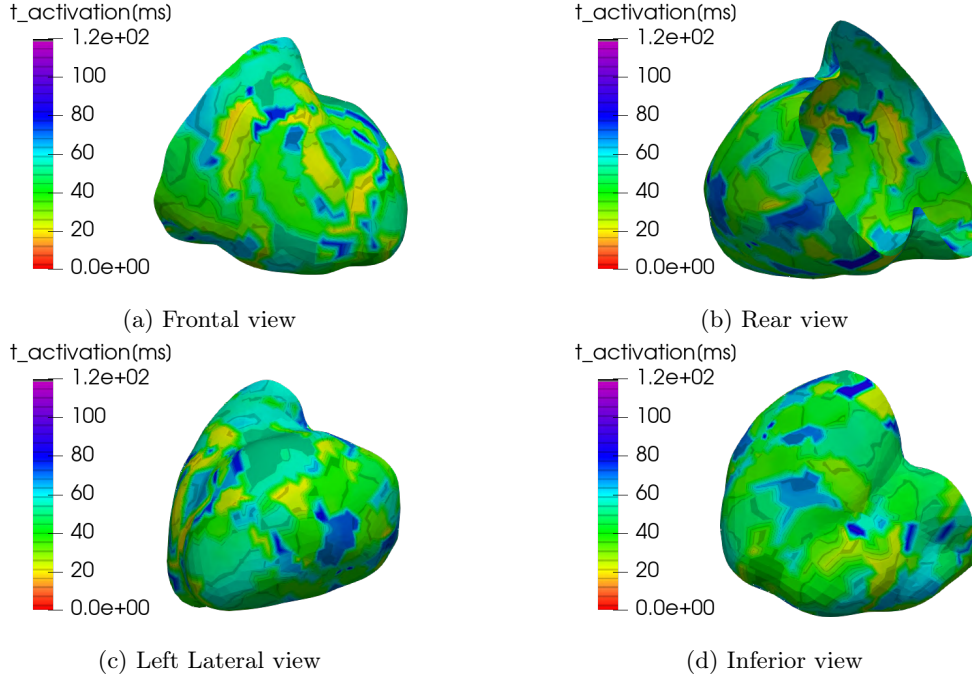 t_activation(ms)
1.2e+02
100
80
60
40
20
0.0e+00
(a) Frontal view
t_activation(ms)
1.2e+02
100
80
60
40
20
0.0e+00
(b) Rear view
t_activation(ms)
1.2e+02
100
80
60
40
20
0.0e+00
(c) Left Lateral view
t_activation(ms)
1.2e+02
100
80
60
40
20
0.0e+00
(d) Inferior view